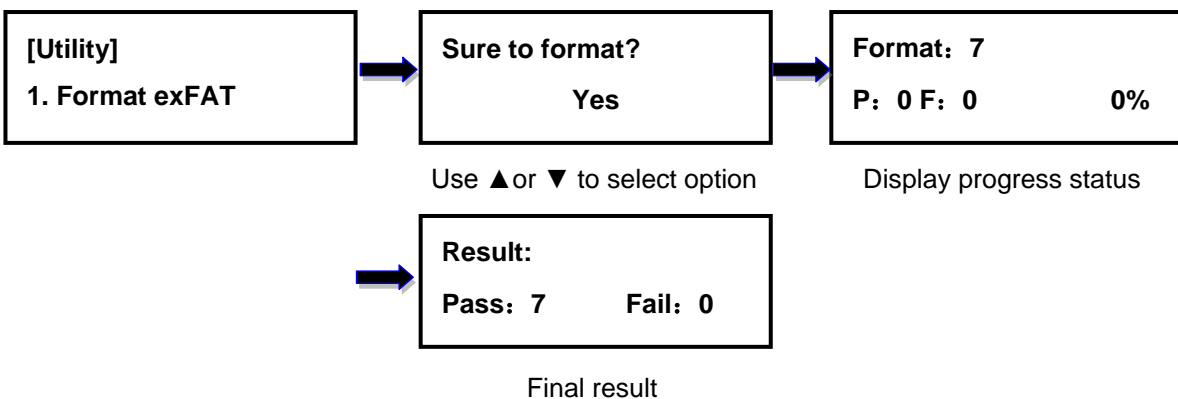 [Utility]
1. Format exFAT
Sure to format?
Yes
Use ▲or ▼ to select option
Format：7
P：0 F：0 0%
Display progress status
Result:
Pass：7 Fail：0
Final result